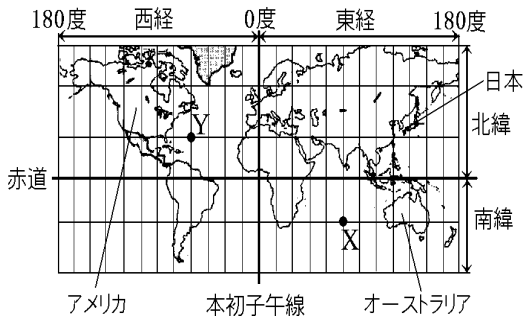 180度 西経 0度 東経 180度
日本
北緯
Y
赤道
南緯
X
アメリカ 本初子午線 オーストラリア